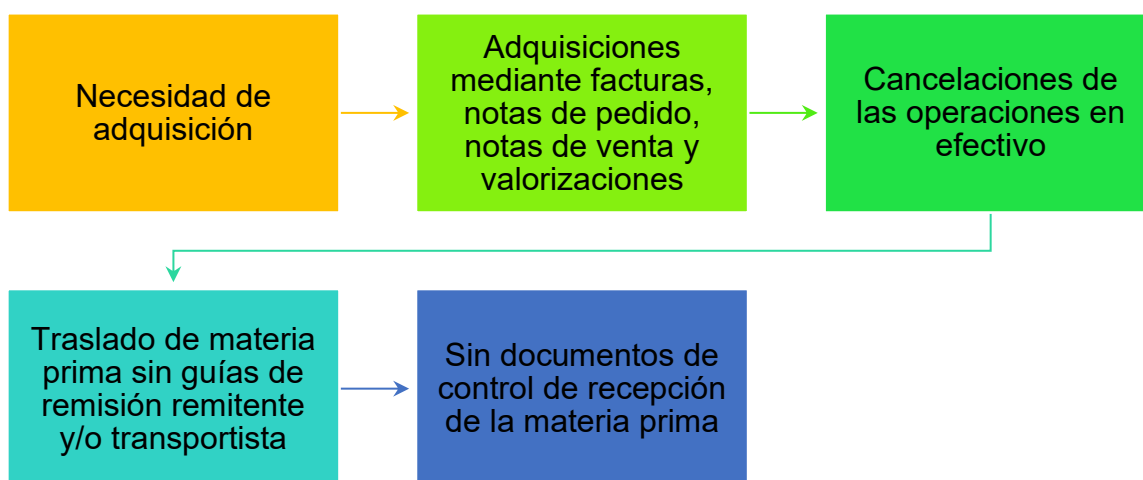 Necesidad de
adquisición
Adquisiciones
mediante facturas,
notas de pedido,
notas de venta y
valorizaciones
Cancelaciones de
las operaciones en
efectivo
Traslado de materia
prima sin guías de
remisión remitente
y/o transportista
Sin documentos de
control de recepción
de la materia prima